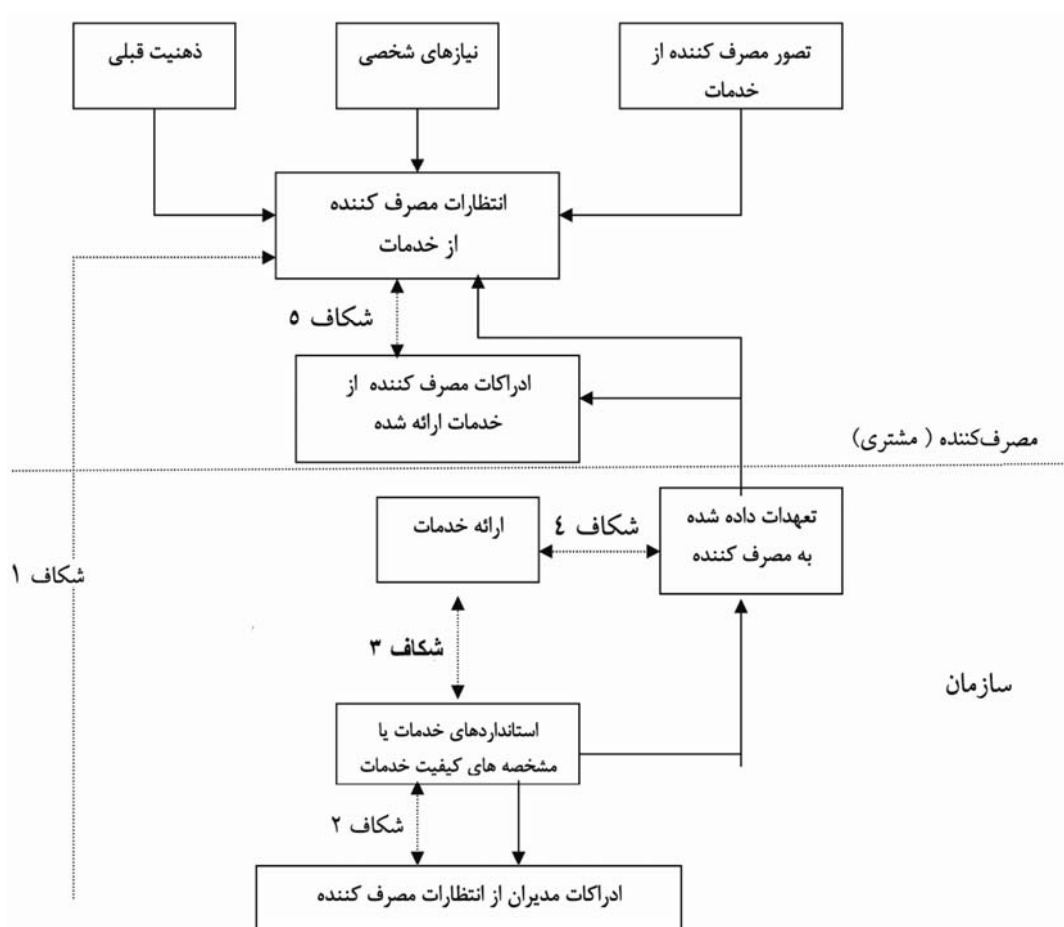 تصور مصرف کننده از
خدمات
نیازهای شخصی
ذهنیت قبلی
انتظارات مصرف کننده
از خدمات
شکاف ٥
ادراکات مصرف کننده از
خدمات ارائه شده
مصرف‌کننده ( مشتری)
تعهدات داده شده
به مصرف کننده
شکاف ٤
ارائه خدمات
شکاف ۱
شکاف ۳
سازمان
استانداردهای خدمات یا
مشخصه های کیفیت خدمات
شکاف ۲
ادراکات مدیران از انتظارات مصرف کننده